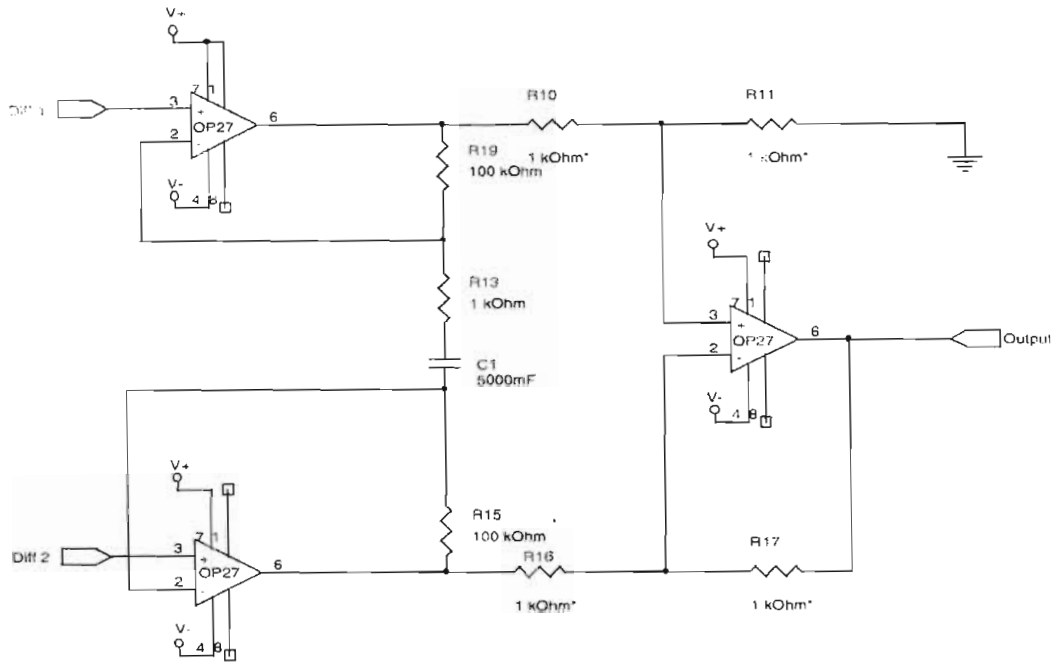 V+
7 1
3
+
OP27
6
2
-
V-
4 8
R10
1 kOhm*
R11
1 kOhm*
R19
100 kOhm
R13
1 kOhm
C1
5000mF
V+
7 1
3
+
OP27
6
2
-
V-
4 8
Output
V+
7 1
Diff 2
3
+
OP27
6
2
-
V-
4 8
R15
100 kOhm
R16
1 kOhm*
R17
1 kOhm*